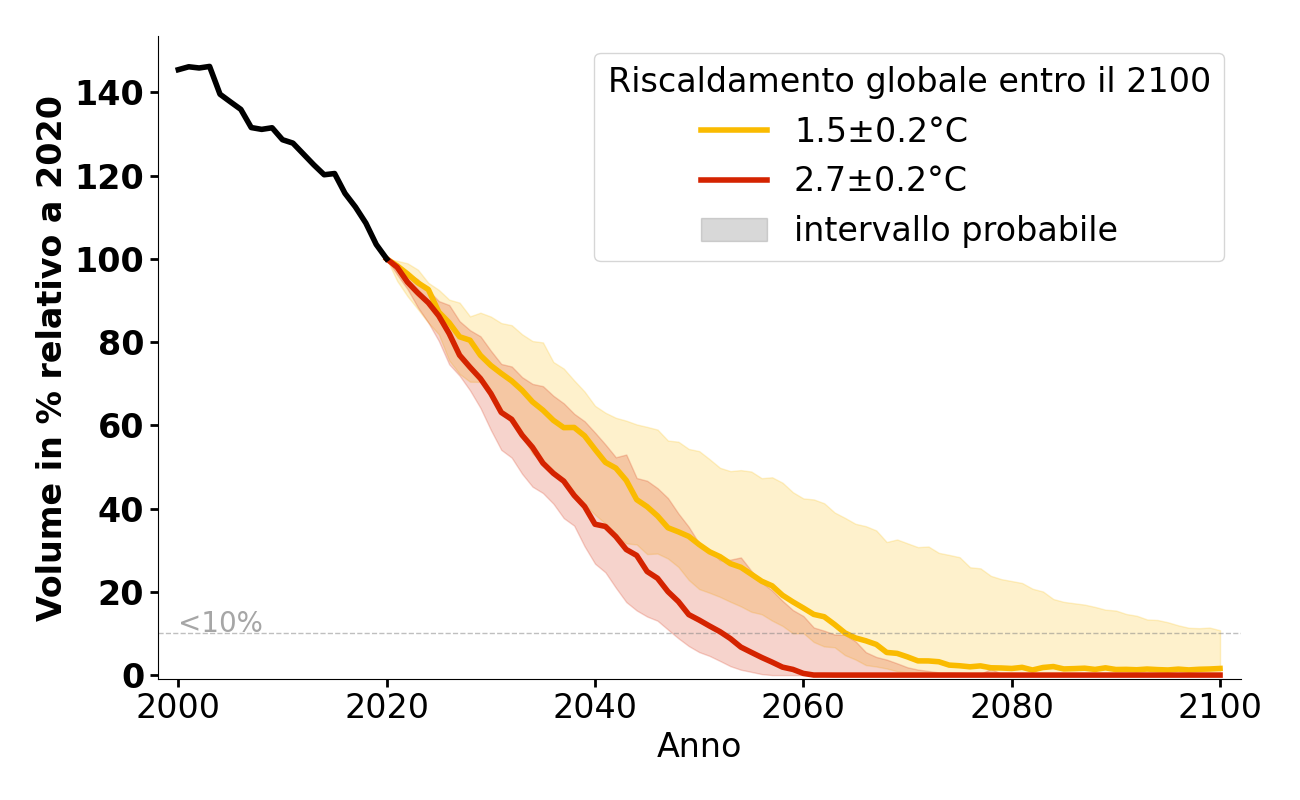 Volume in % relativo a 2020
140
120
100
80
60
40
20
0
<10%
Riscaldamento globale entro il 2100
1.5±0.2°C
2.7±0.2°C
intervallo probabile
2000 2020 2040 2060 2080 2100
Anno